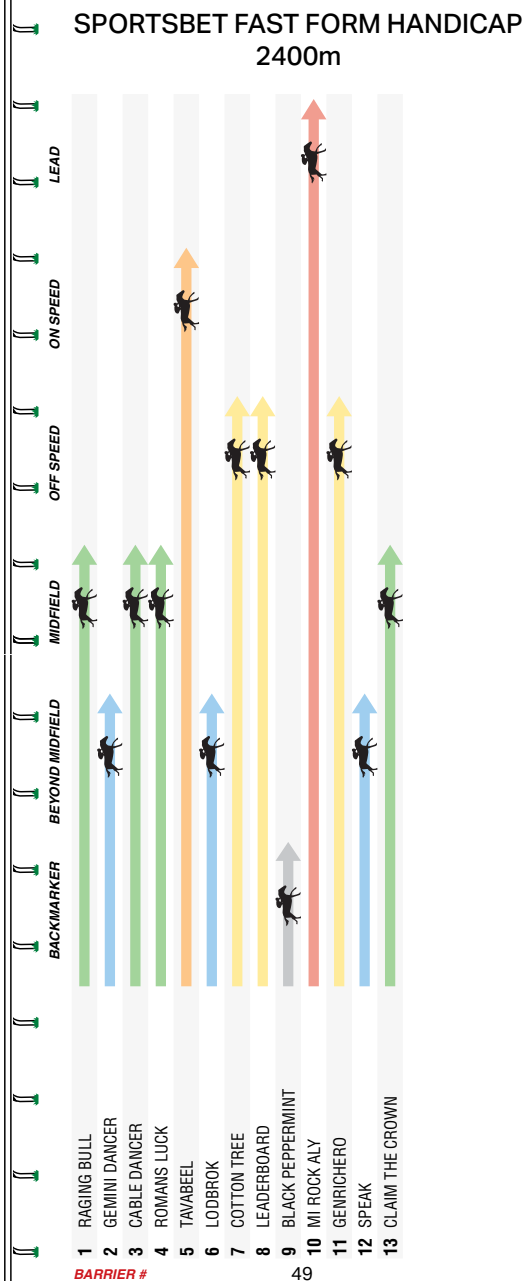 SPORTSBET FAST FORM HANDICAP
2400m
LEAD
ON SPEED
OFF SPEED
MIDFIELD
BEYOND MIDFIELD
BACKMARKER
1 RAGING BULL
2 GEMINI DANCER
3 CABLE DANCER
4 ROMANS LUCK
5 TAVABEEL
6 LODBROK
7 COTTON TREE
8 LEADERBOARD
9 BLACK PEPPERMINT
10 MI ROCK ALY
11 GENRICHERO
12 SPEAK
13 CLAIM THE CROWN
BARRIER #
49